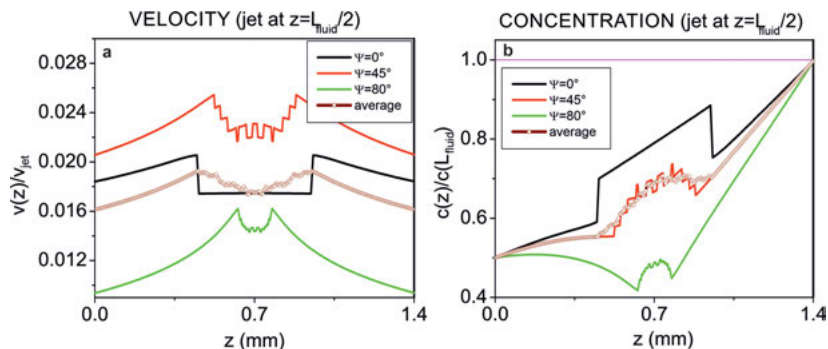 VELOCITY (jet at z=L_fluid/2)
a
Ψ=0°
Ψ=45°
Ψ=80°
average
0.028
0.024
0.020
0.016
0.012
v(z)/v_jet
0.0
0.7
1.4
z (mm)
CONCENTRATION (jet at z=L_fluid/2)
b
Ψ=0°
Ψ=45°
Ψ=80°
average
1.0
0.8
0.6
0.4
c(z)/c(L_fluid)
0.0
0.7
1.4
z (mm)